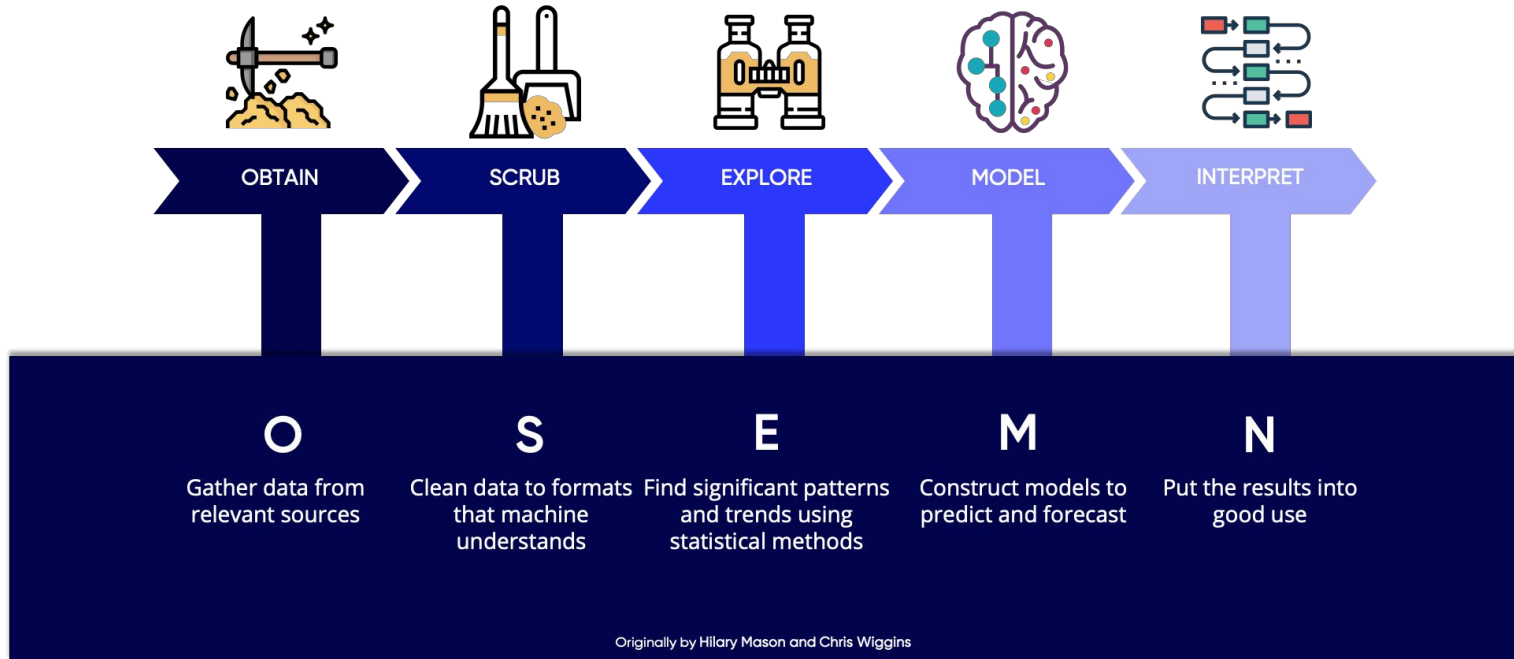 OBTAIN
SCRUB
EXPLORE
MODEL
INTERPRET
O
Gather data from
relevant sources
S
Clean data to formats
that machine
understands
E
Find significant patterns
and trends using
statistical methods
M
Construct models to
predict and forecast
N
Put the results into
good use
Originally by Hilary Mason and Chris Wiggins